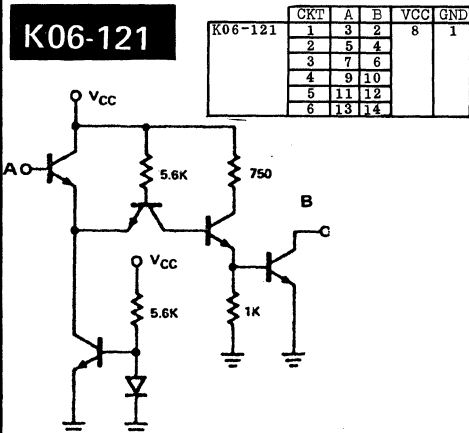 K06-121
CKT A B VCC GND
K06-121 1 3 2 8 1
2 5 4
3 7 6
4 9 10
5 11 12
6 13 14
VCC
A
5.6K
750
B
VCC
5.6K
1K